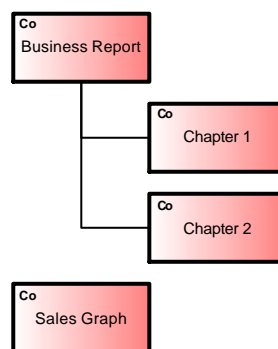 Co
Business Report
Co
Chapter 1
Co
Chapter 2
Co
Sales Graph